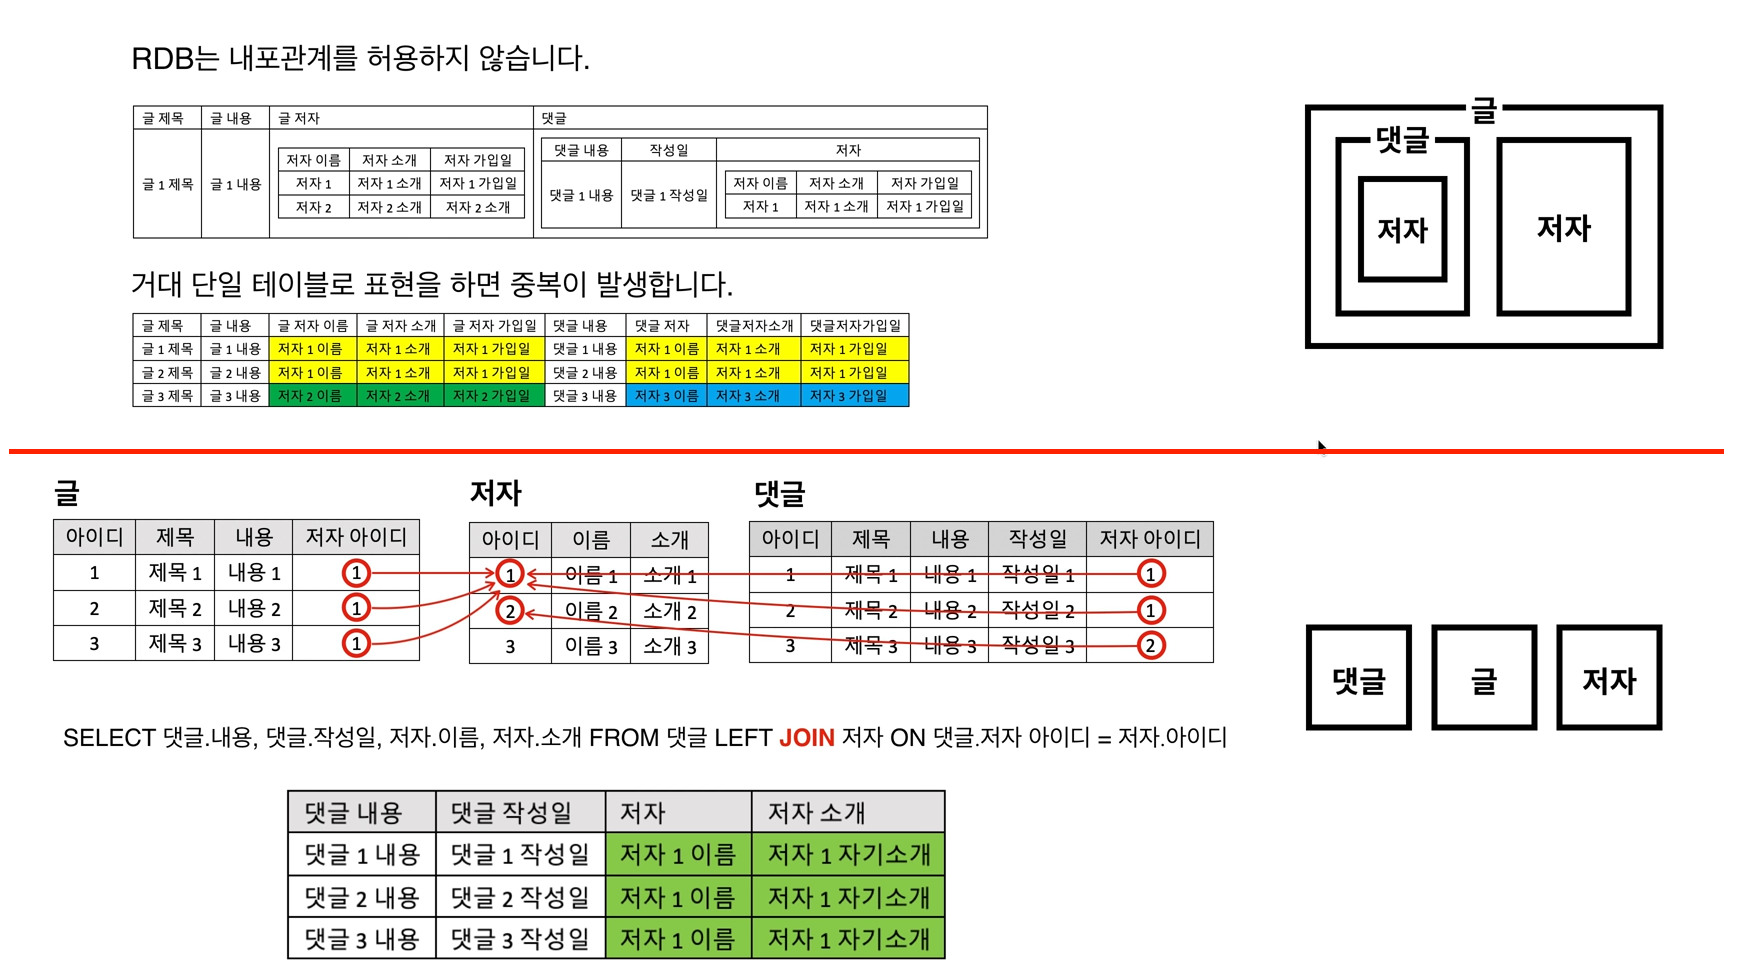 RDB는 내포관계를 허용하지 않습니다.
글 제목 글 내용 글 저자 댓글
글 1 제목 글 1 내용
저자 이름 저자 소개 저자 가입일
저자 1 저자 1 소개 저자 1 가입일
저자 2 저자 2 소개 저자 2 소개
댓글 내용 작성일 저자
댓글 1 내용 댓글 1 작성일
저자 이름 저자 소개 저자 가입일
저자 1 저자 1 소개 저자 1 가입일
글
댓글
저자
저자
거대 단일 테이블로 표현을 하면 중복이 발생합니다.
글 제목 글 내용 글 저자 이름 글 저자 소개 글 저자 가입일 댓글 내용 댓글 저자 댓글저자소개 댓글저자가입일
글 1 제목 글 1 내용 저자 1 이름 저자 1 소개 저자 1 가입일 댓글 1 내용 저자 1 이름 저자 1 소개 저자 1 가입일
글 2 제목 글 2 내용 저자 1 이름 저자 1 소개 저자 1 가입일 댓글 2 내용 저자 1 이름 저자 1 소개 저자 1 가입일
글 3 제목 글 3 내용 저자 2 이름 저자 2 소개 저자 2 가입일 댓글 3 내용 저자 3 이름 저자 3 소개 저자 3 가입일
글
아이디 제목 내용 저자 아이디
1 제목 1 내용 1 1
2 제목 2 내용 2 1
3 제목 3 내용 3 1
저자
아이디 이름 소개
1 이름 1 소개 1
2 이름 2 소개 2
3 이름 3 소개 3
댓글
아이디 제목 내용 작성일 저자 아이디
1 제목 1 내용 1 작성일 1 1
2 제목 2 내용 2 작성일 2 1
3 제목 3 내용 3 작성일 3 2
댓글 글 저자
SELECT 댓글.내용, 댓글.작성일, 저자.이름, 저자.소개 FROM 댓글 LEFT JOIN 저자 ON 댓글.저자 아이디 = 저자.아이디
댓글 내용 댓글 작성일 저자 저자 소개
댓글 1 내용 댓글 1 작성일 저자 1 이름 저자 1 자기소개
댓글 2 내용 댓글 2 작성일 저자 1 이름 저자 1 자기소개
댓글 3 내용 댓글 3 작성일 저자 1 이름 저자 1 자기소개